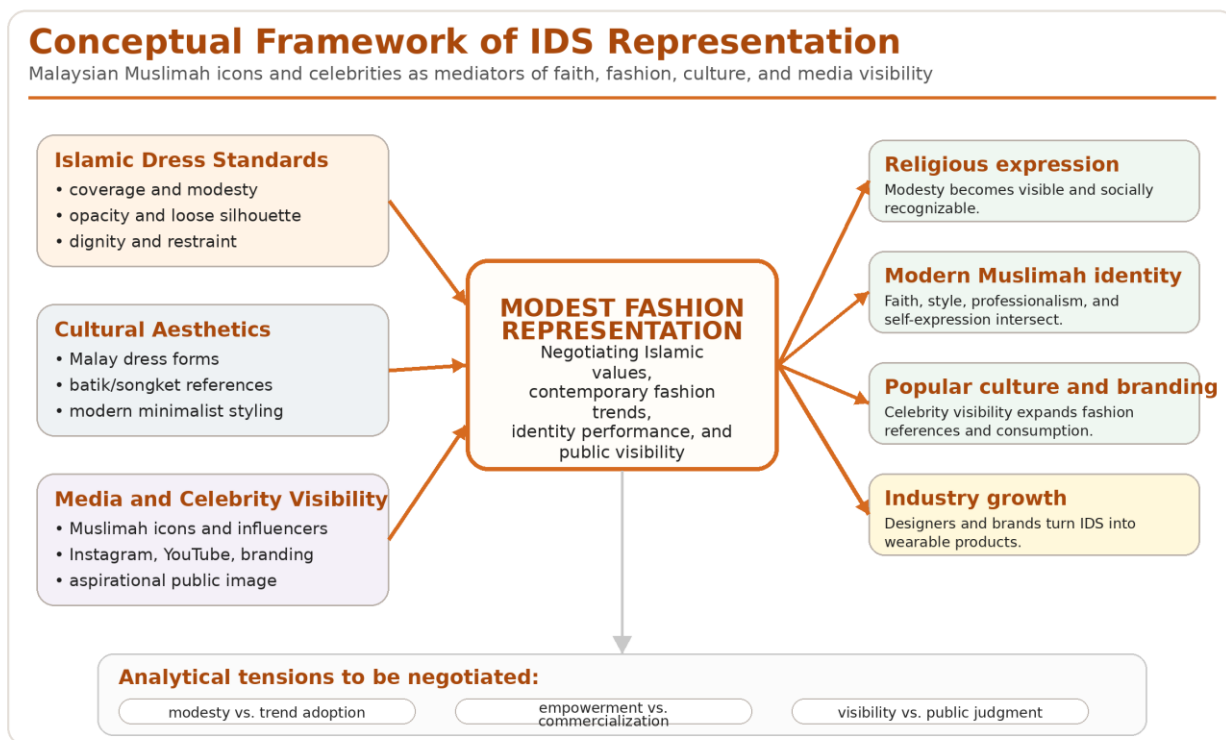 Conceptual Framework of IDS Representation
Malaysian Muslimah icons and celebrities as mediators of faith, fashion, culture, and media visibility
Islamic Dress Standards
• coverage and modesty
• opacity and loose silhouette
• dignity and restraint
Cultural Aesthetics
• Malay dress forms
• batik/songket references
• modern minimalist styling
Media and Celebrity Visibility
• Muslimah icons and influencers
• Instagram, YouTube, branding
• aspirational public image
MODEST FASHION
REPRESENTATION
Negotiating Islamic
values,
contemporary fashion
trends,
identity performance, and
public visibility
Religious expression
Modesty becomes visible and socially
recognizable.
Modern Muslimah identity
Faith, style, professionalism, and
self-expression intersect.
Popular culture and branding
Celebrity visibility expands fashion
references and consumption.
Industry growth
Designers and brands turn IDS into
wearable products.
Analytical tensions to be negotiated:
modesty vs. trend adoption
empowerment vs.
commercialization
visibility vs. public judgment